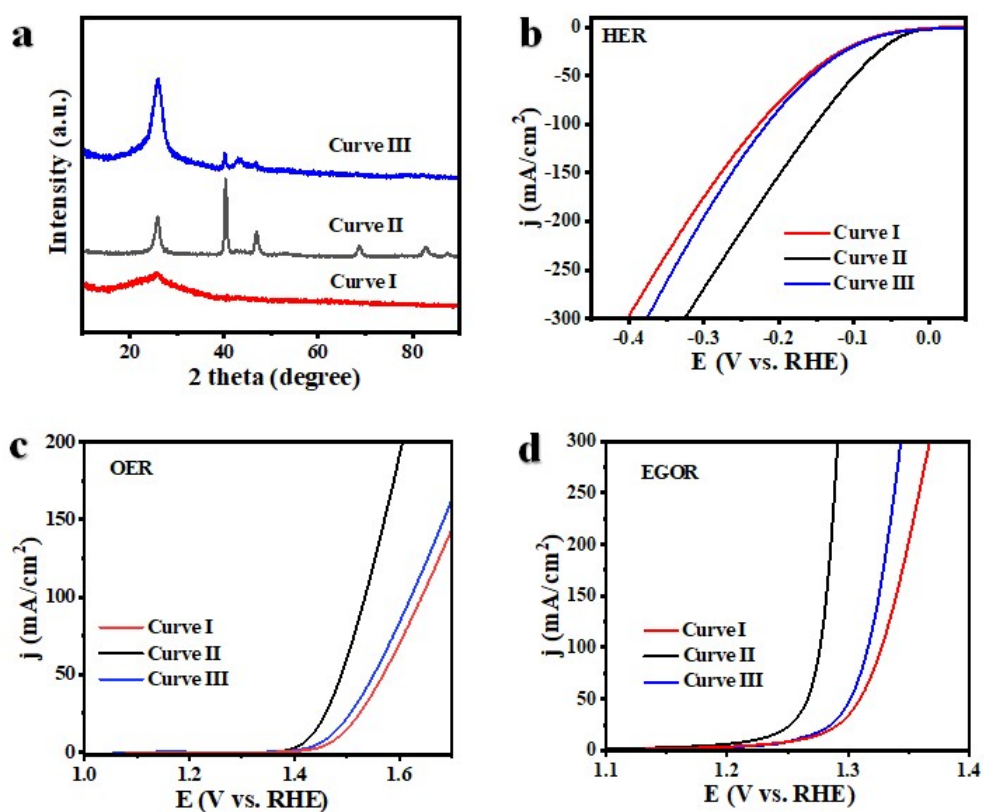 a
Intensity (a.u.)
Curve III
Curve II
Curve I
20 40 60 80
2 theta (degree)
b
HER
j (mA/cm²)
0
-50
-100
-150
-200
-250
-300
Curve I
Curve II
Curve III
-0.4 -0.3 -0.2 -0.1 0.0
E (V vs. RHE)
c
OER
j (mA/cm²)
200
150
100
50
0
Curve I
Curve II
Curve III
1.0 1.2 1.4 1.6
E (V vs. RHE)
d
EGOR
j (mA/cm²)
300
250
200
150
100
50
0
Curve I
Curve II
Curve III
1.1 1.2 1.3 1.4
E (V vs. RHE)